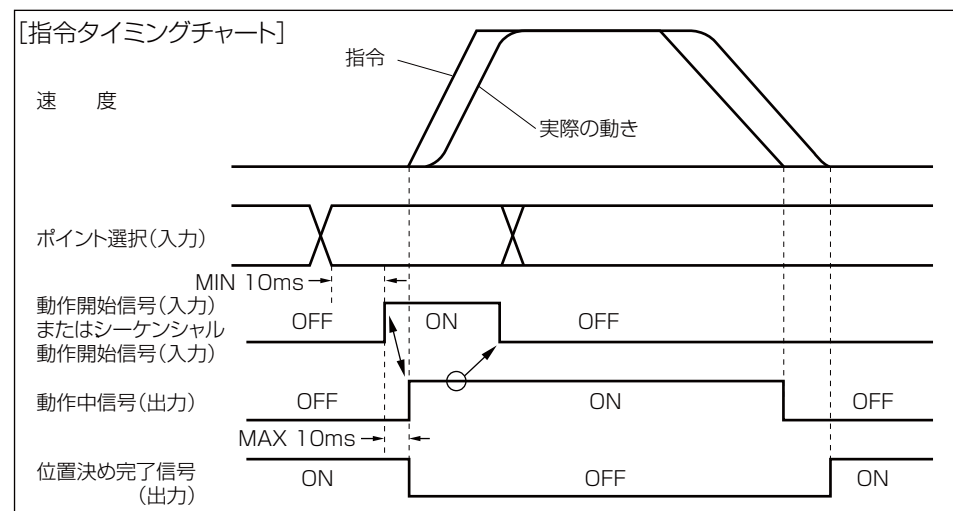 [指令タイミングチャート]
指令
速　度
実際の動き
ポイント選択(入力)
MIN 10ms
動作開始信号(入力)
またはシーケンシャル
動作開始信号(入力)
OFF ON OFF
動作中信号(出力)
OFF ON OFF
MAX 10ms
位置決め完了信号
(出力)
ON OFF ON